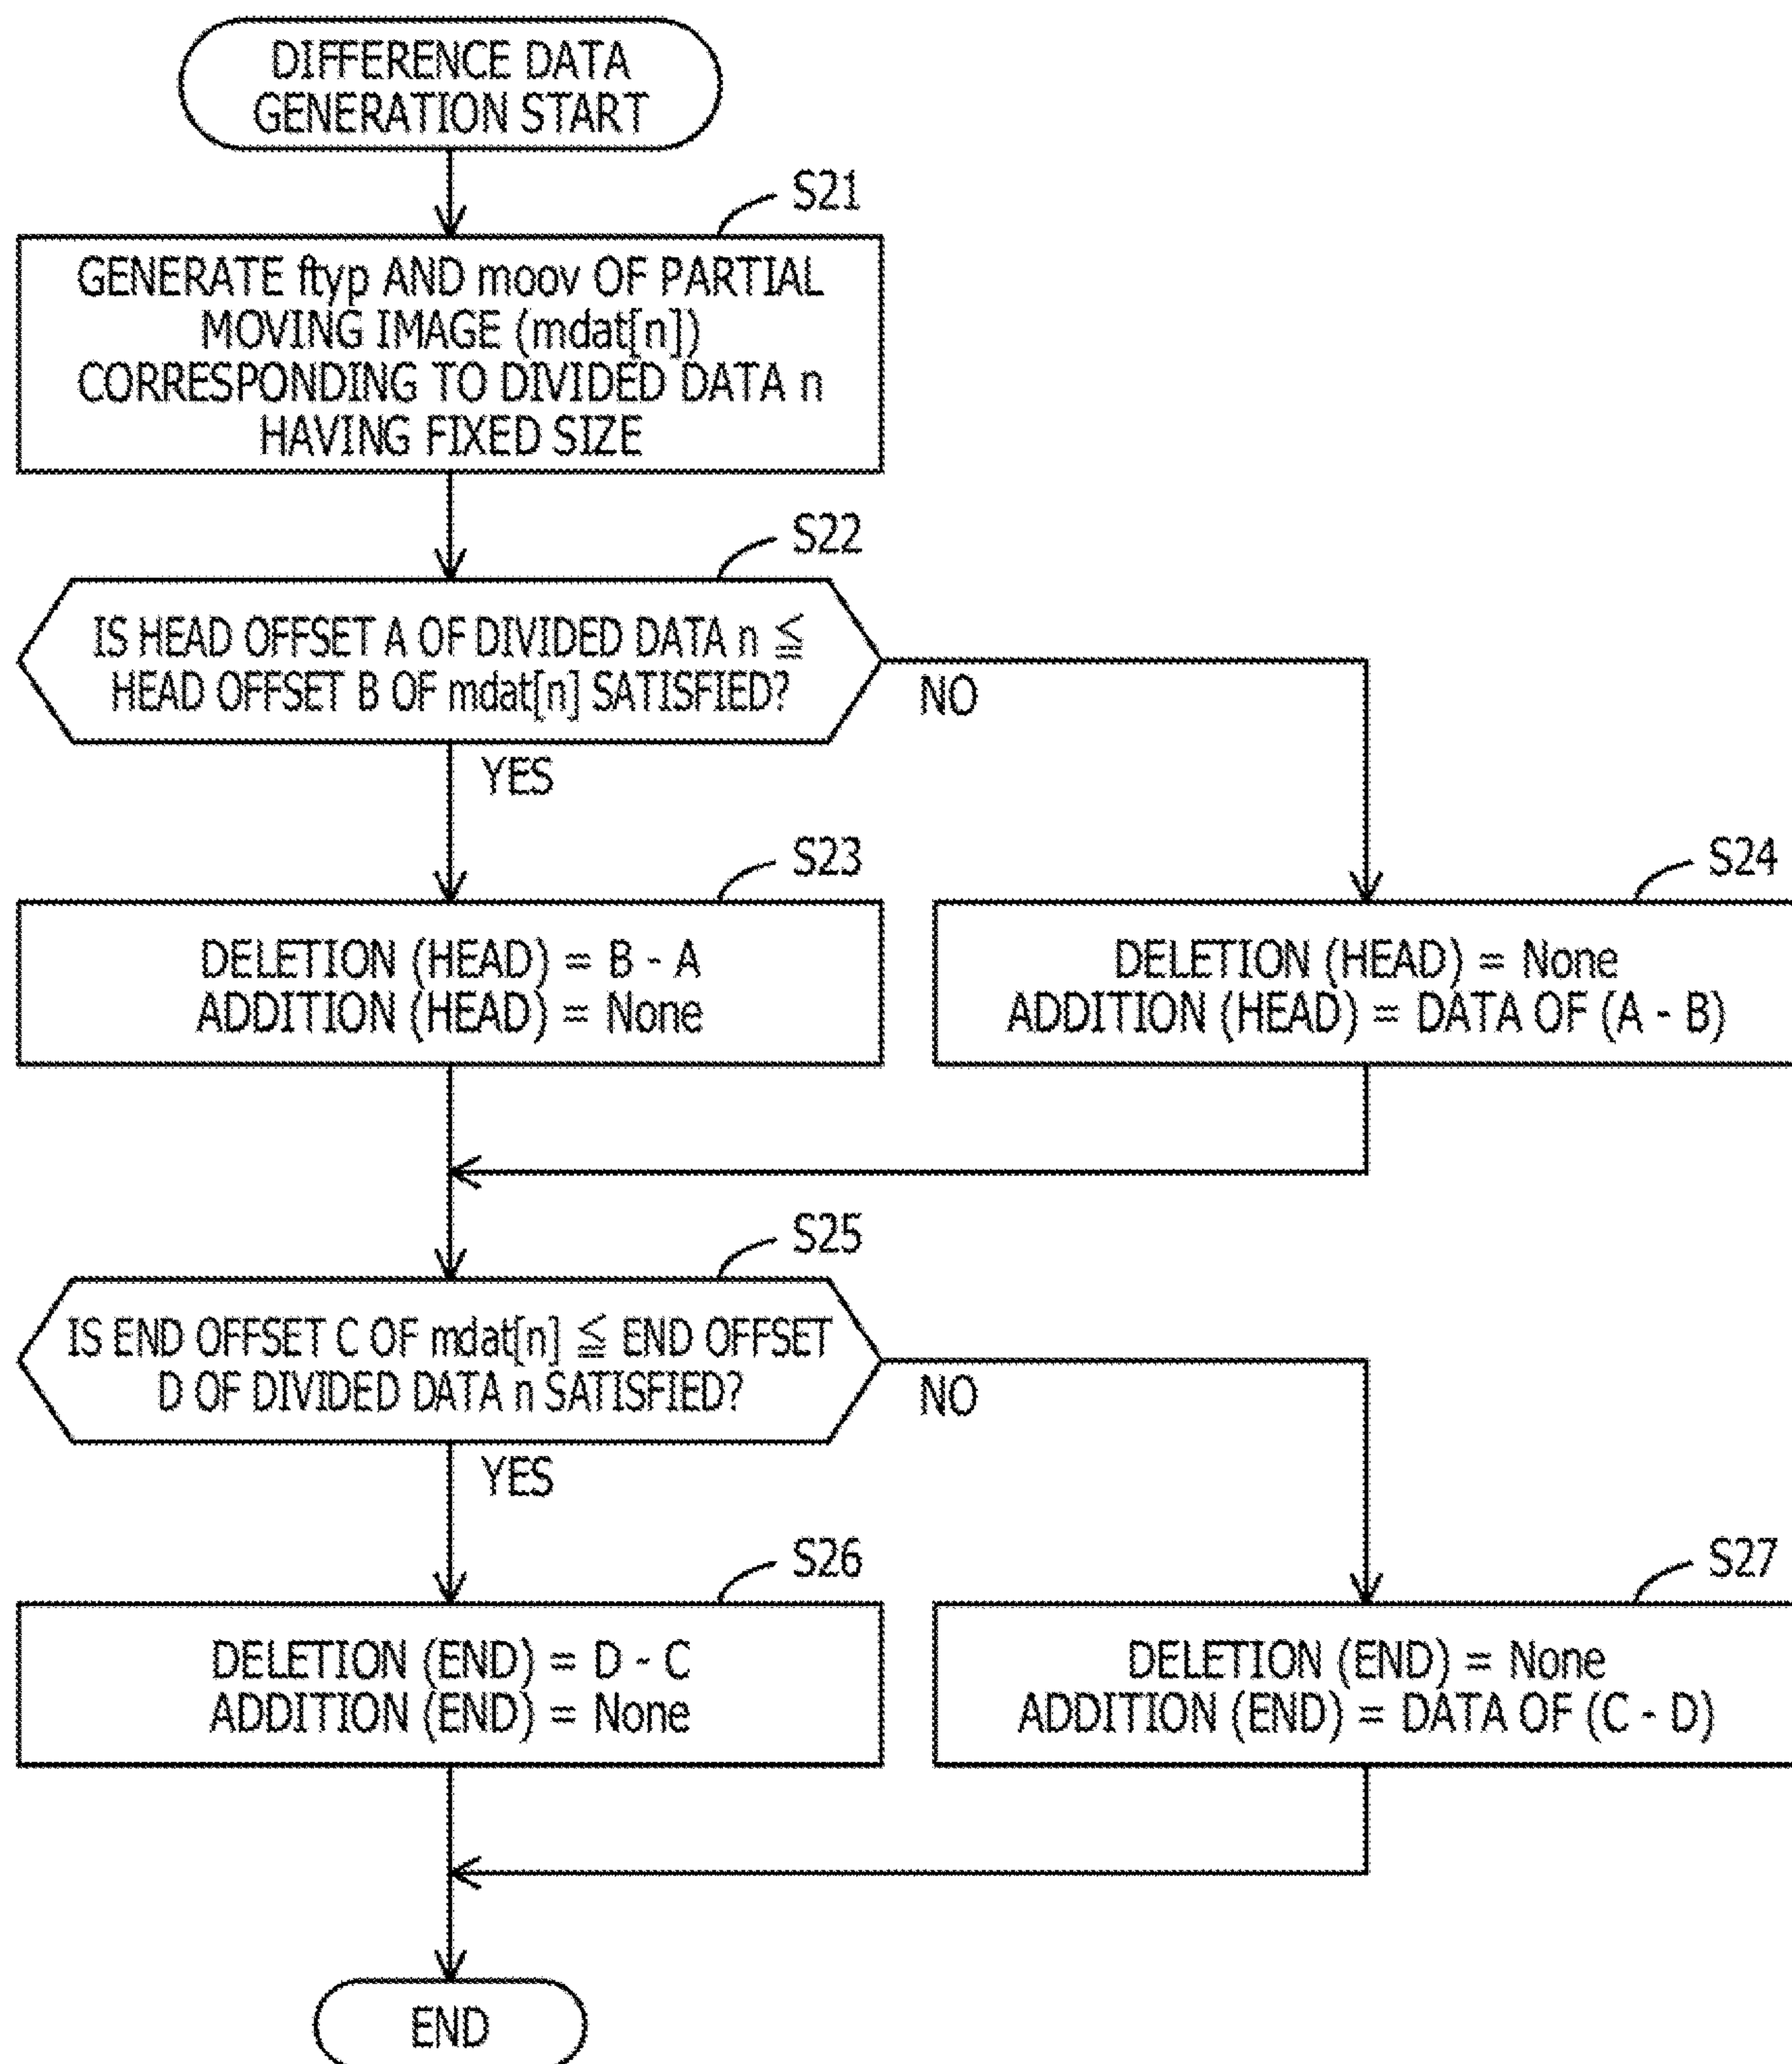 DIFFERENCE DATA
GENERATION START
S21
GENERATE ftyp AND moov OF PARTIAL
MOVING IMAGE (mdat[n])
CORRESPONDING TO DIVIDED DATA n
HAVING FIXED SIZE
S22
IS HEAD OFFSET A OF DIVIDED DATA n ≦
HEAD OFFSET B OF mdat[n] SATISFIED?
NO
YES
S23
DELETION (HEAD) = B - A
ADDITION (HEAD) = None
S24
DELETION (HEAD) = None
ADDITION (HEAD) = DATA OF (A - B)
S25
IS END OFFSET C OF mdat[n] ≦ END OFFSET
D OF DIVIDED DATA n SATISFIED?
NO
YES
S26
DELETION (END) = D - C
ADDITION (END) = None
S27
DELETION (END) = None
ADDITION (END) = DATA OF (C - D)
END